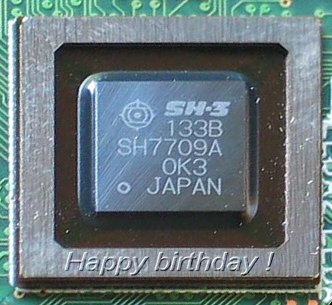 SH-3
133B
SH7709A
0K3
JAPAN
Happy birthday !